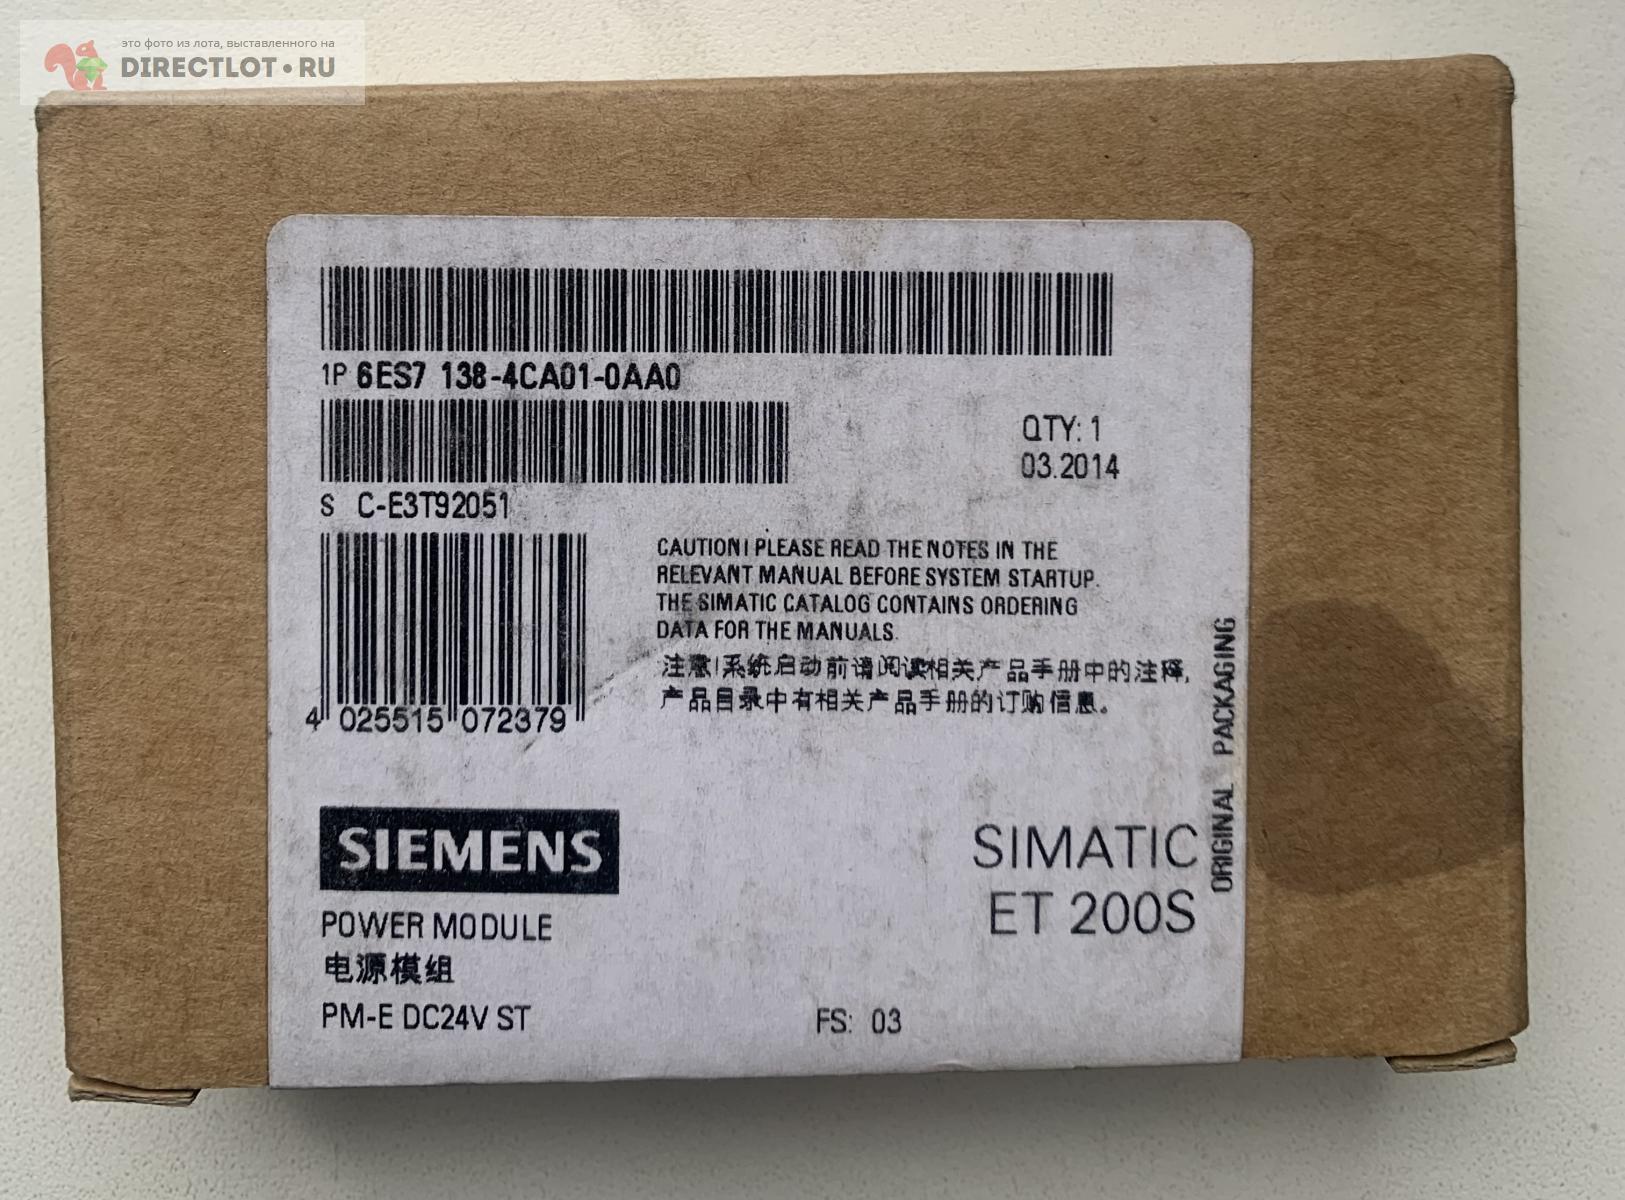 это фото из лота, выставленного на
DIRECTLOT•RU
1P 6ES7 138-4CA01-0AA0
QTY: 1
03.2014
S C-E3T92051
CAUTION! PLEASE READ THE NOTES IN THE
RELEVANT MANUAL BEFORE SYSTEM STARTUP.
THE SIMATIC CATALOG CONTAINS ORDERING
DATA FOR THE MANUALS.
注意!系统启动前请阅读相关产品手册中的注释,
产品目录中有相关产品手册的订购信息。
4 025515 072379
ORIGINAL PACKAGING
SIEMENS
SIMATIC
ET 200S
POWER MODULE
电源模组
PM-E DC24V ST
FS: 03